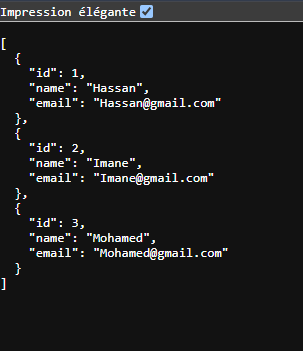 Impression élégante
[
  {
    "id": 1,
    "name": "Hassan",
    "email": "Hassan@gmail.com"
  },
  {
    "id": 2,
    "name": "Imane",
    "email": "Imane@gmail.com"
  },
  {
    "id": 3,
    "name": "Mohamed",
    "email": "Mohamed@gmail.com"
  }
]